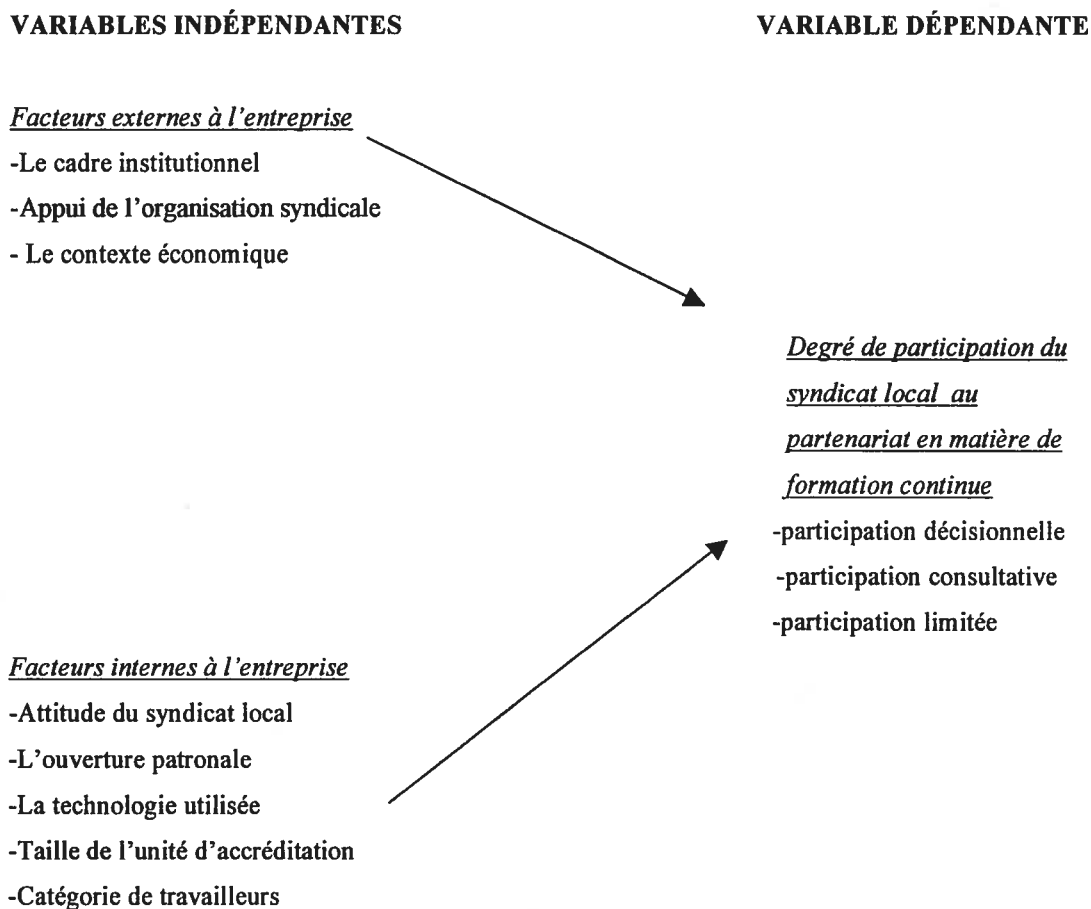 VARIABLES INDÉPENDANTES
VARIABLE DÉPENDANTE
Facteurs externes à l'entreprise
-Le cadre institutionnel
-Appui de l'organisation syndicale
- Le contexte économique
Degré de participation du
syndicat local au
partenariat en matière de
formation continue
-participation décisionnelle
-participation consultative
-participation limitée
Facteurs internes à l'entreprise
-Attitude du syndicat local
-L'ouverture patronale
-La technologie utilisée
-Taille de l'unité d'accréditation
-Catégorie de travailleurs